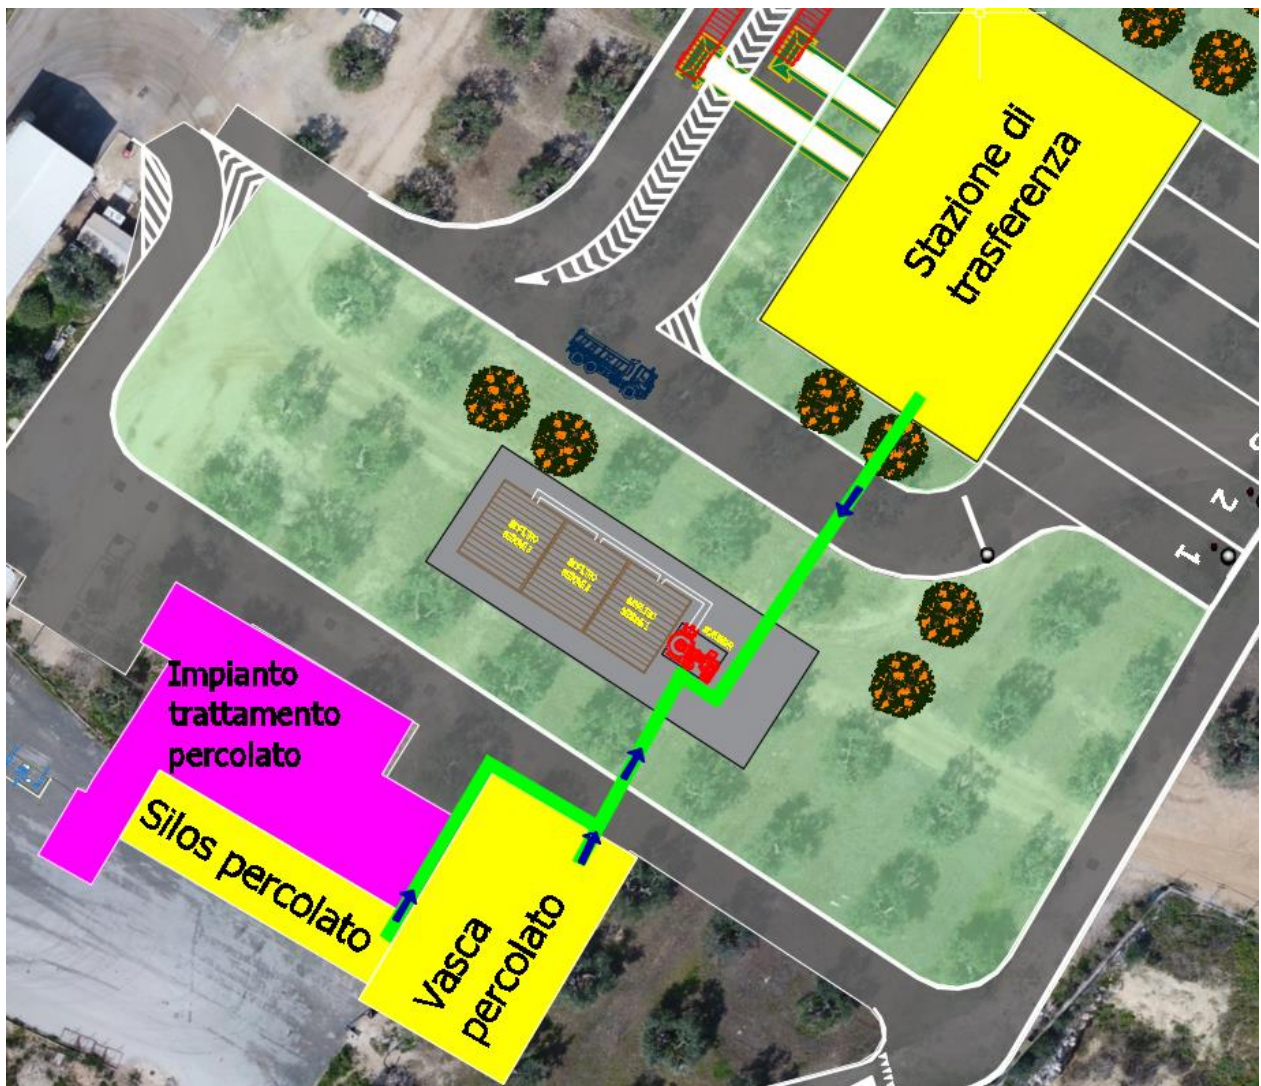 Stazione di
trasferenza
2
1
Impianto
trattamento
percolato
Silos percolato
Vasca
percolato